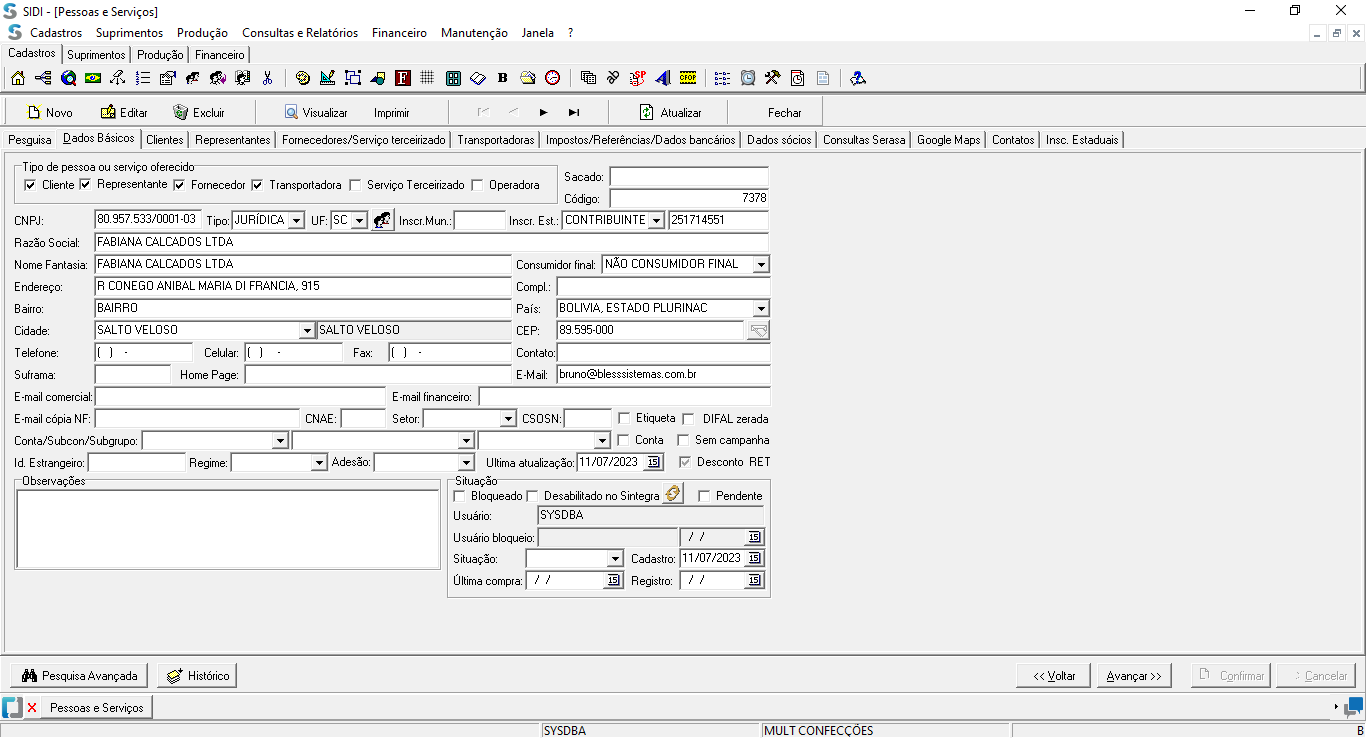 SIDI - [Pessoas e Serviços]
Cadastros Suprimentos Produção Consultas e Relatórios Financeiro Manutenção Janela ?
Cadastros Suprimentos Produção Financeiro
Novo Editar Excluir Visualizar Imprimir Atualizar Fechar
Pesquisa Dados Básicos Clientes Representantes Fornecedores/Serviço terceirizado Transportadoras Impostos/Referências/Dados bancários Dados sócios Consultas Serasa Google Maps Contatos Insc. Estaduais
Tipo de pessoa ou serviço oferecido
Cliente Representante Fornecedor Transportadora Serviço Terceirizado Operadora
Sacado:
Código: 7378
CNPJ: 80.957.533/0001-03 Tipo: JURÍDICA UF: SC Inscr.Mun.: Inscr. Est.: CONTRIBUINTE 251714551
Razão Social: FABIANA CALCADOS LTDA
Nome Fantasia: FABIANA CALCADOS LTDA Consumidor final: NÃO CONSUMIDOR FINAL
Endereço: R CONEGO ANIBAL MARIA DI FRANCIA, 915 Compl.:
Bairro: BAIRRO País: BOLIVIA, ESTADO PLURINAC
Cidade: SALTO VELOSO SALTO VELOSO CEP: 89.595-000
Telefone: ( ) - Celular: ( ) - Fax: ( ) - Contato:
Suframa: Home Page: E-Mail: bruno@blesssistemas.com.br
E-mail comercial: E-mail financeiro:
E-mail cópia NF: CNAE: Setor: CSOSN: Etiqueta DIFAL zerada
Conta/Subcon/Subgrupo: Conta Sem campanha
Id. Estrangeiro: Regime: Adesão: Ultima atualização: 11/07/2023 15 Desconto RET
Observações
Situação
Bloqueado Desabilitado no Sintegra Pendente
Usuário: SYSDBA
Usuário bloqueio: / / 15
Situação: Cadastro: 11/07/2023 15
Última compra: / / 15 Registro: / / 15
Pesquisa Avançada Histórico << Voltar Avançar >> Confirmar Cancelar
Pessoas e Serviços
SYSDBA MULT CONFECÇÕES B